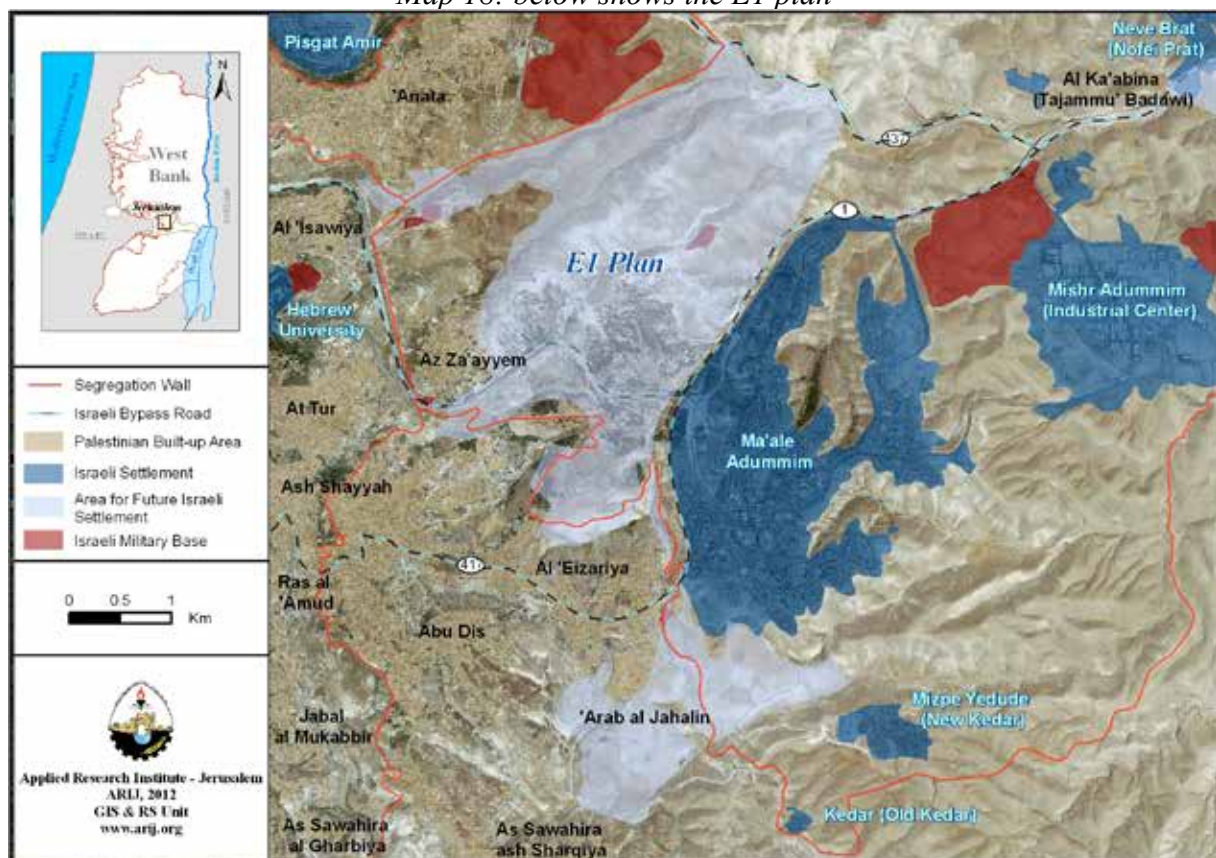 Map 18: below shows the E1 plan
N
West
Bank
Jerusalem
Segregation Wall
Israeli Bypass Road
Palestinian Built-up Area
Israeli Settlement
Area for Future Israeli
Settlement
Israeli Military Base
0 0.5 1
Km
Applied Research Institute - Jerusalem
ARIJ, 2012
GIS & RS Unit
www.arij.org
Pisgat Amir
'Anata
Neve Brat
(Nofei Prat)
Al Ka'abina
(Tajammu' Badawi)
437
1
Al 'Isawiya
E1 Plan
Hebrew
University
Mishr Adummim
(Industrial Center)
Az Za'ayyem
At Tur
Ma'ale
Adummim
Ash Shayyah
Al 'Eizariya
Ras al
'Amud
Abu Dis
Mizpe Yedude
(New Kedar)
'Arab al Jahalin
Jabal
al Mukabbir
Kedar (Old Kedar)
As Sawahira
al Gharbiya
As Sawahira
ash Sharqiya